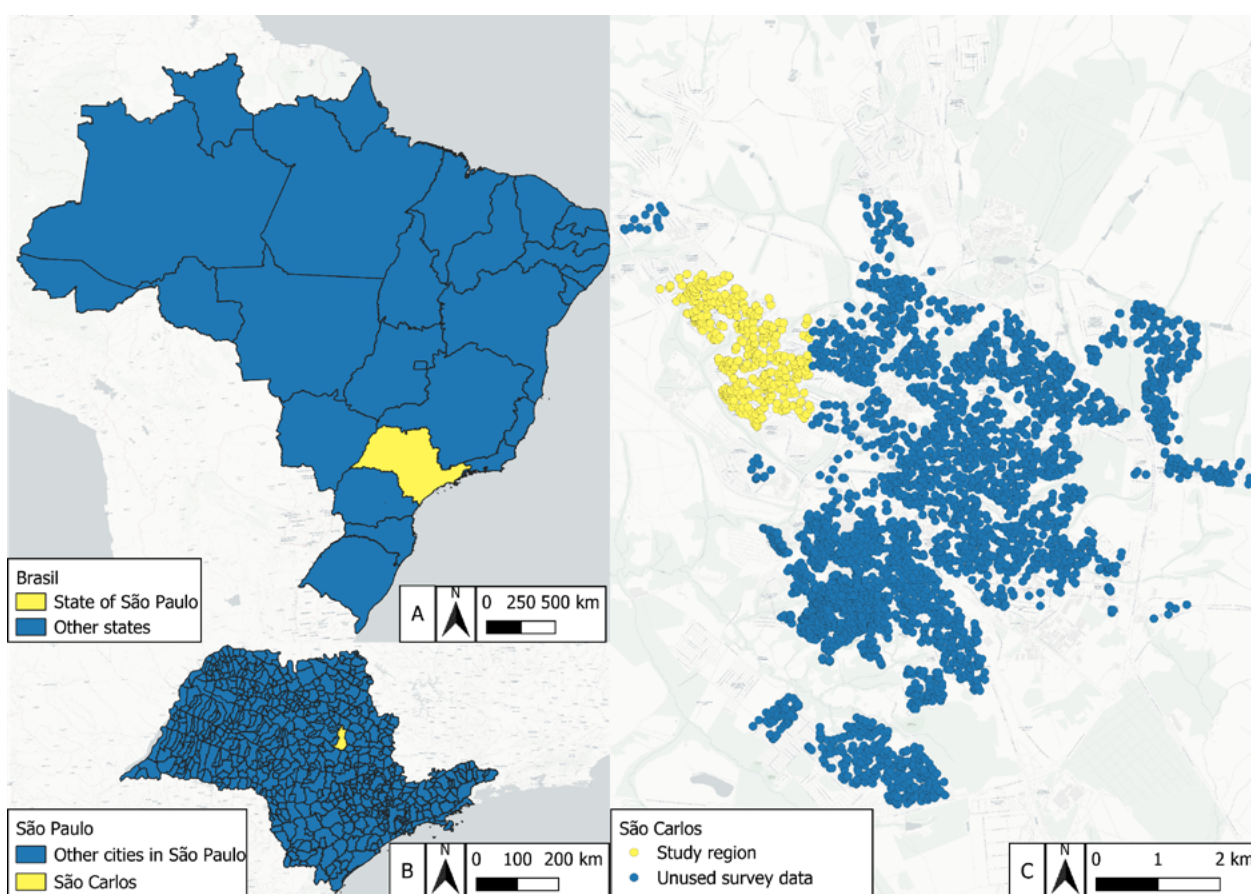 Brasil
State of São Paulo
Other states
A
N
0 250 500 km
São Paulo
Other cities in São Paulo
São Carlos
B
N
0 100 200 km
São Carlos
Study region
Unused survey data
C
N
0 1 2 km